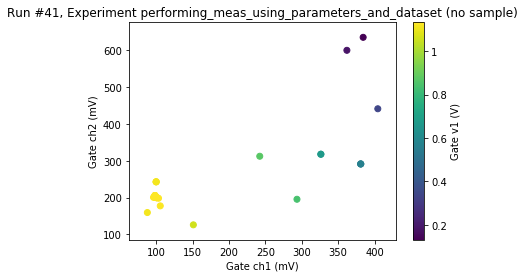 Run #41, Experiment performing_meas_using_parameters_and_dataset (no sample)
600
500
400
300
200
100
Gate ch2 (mV)
100 150 200 250 300 350 400
Gate ch1 (mV)
1
0.8
0.6
0.4
0.2
Gate v1 (V)